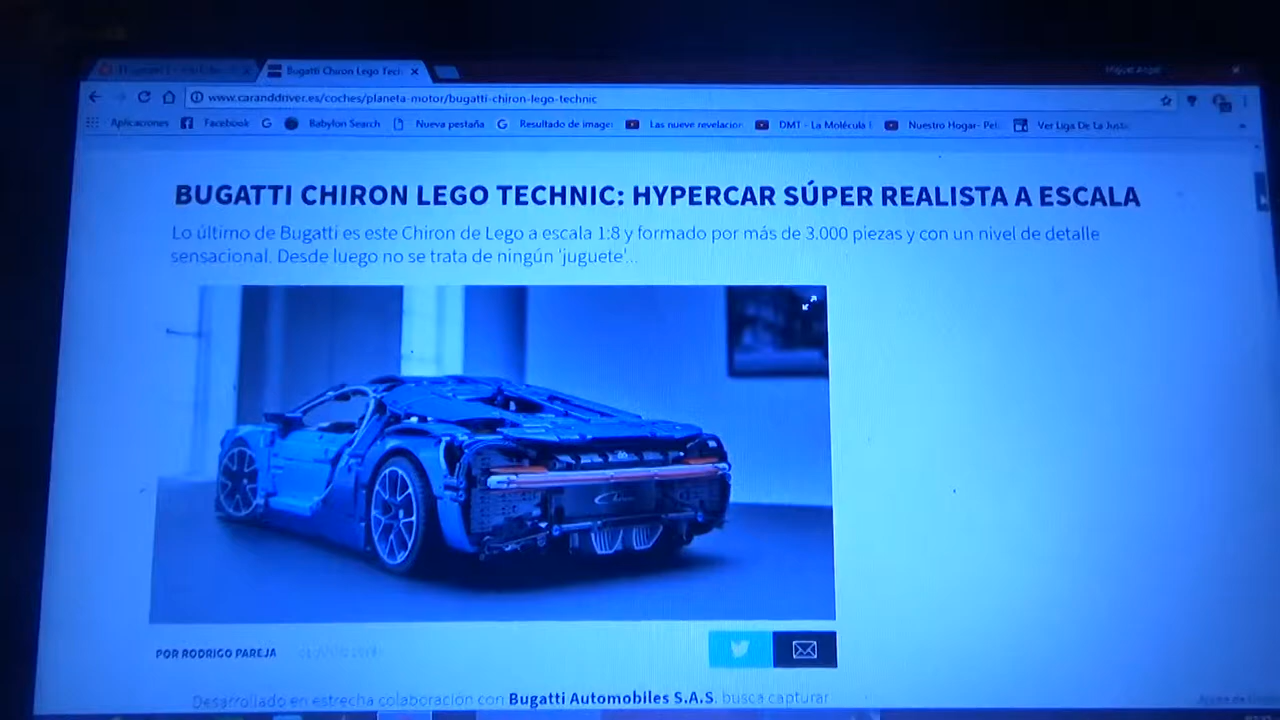 Bugatti Chiron Lego Tech
www.caranddriver.es/coches/planeta-motor/bugatti-chiron-lego-technic
Aplicaciones Facebook Babylon Search Nueva pestaña Resultado de image Las nueve revelacion DMT - La Molécula Nuestro Hogar- Pel Ver Liga De La Justi
BUGATTI CHIRON LEGO TECHNIC: HYPERCAR SÚPER REALISTA A ESCALA
Lo último de Bugatti es este Chiron de Lego a escala 1:8 y formado por más de 3.000 piezas y con un nivel de detalle
sensacional. Desde luego no se trata de ningún 'juguete'...
Chiron
POR RODRIGO PAREJA
Desarrollado en estrecha colaboración con Bugatti Automobiles S.A.S. busca capturar